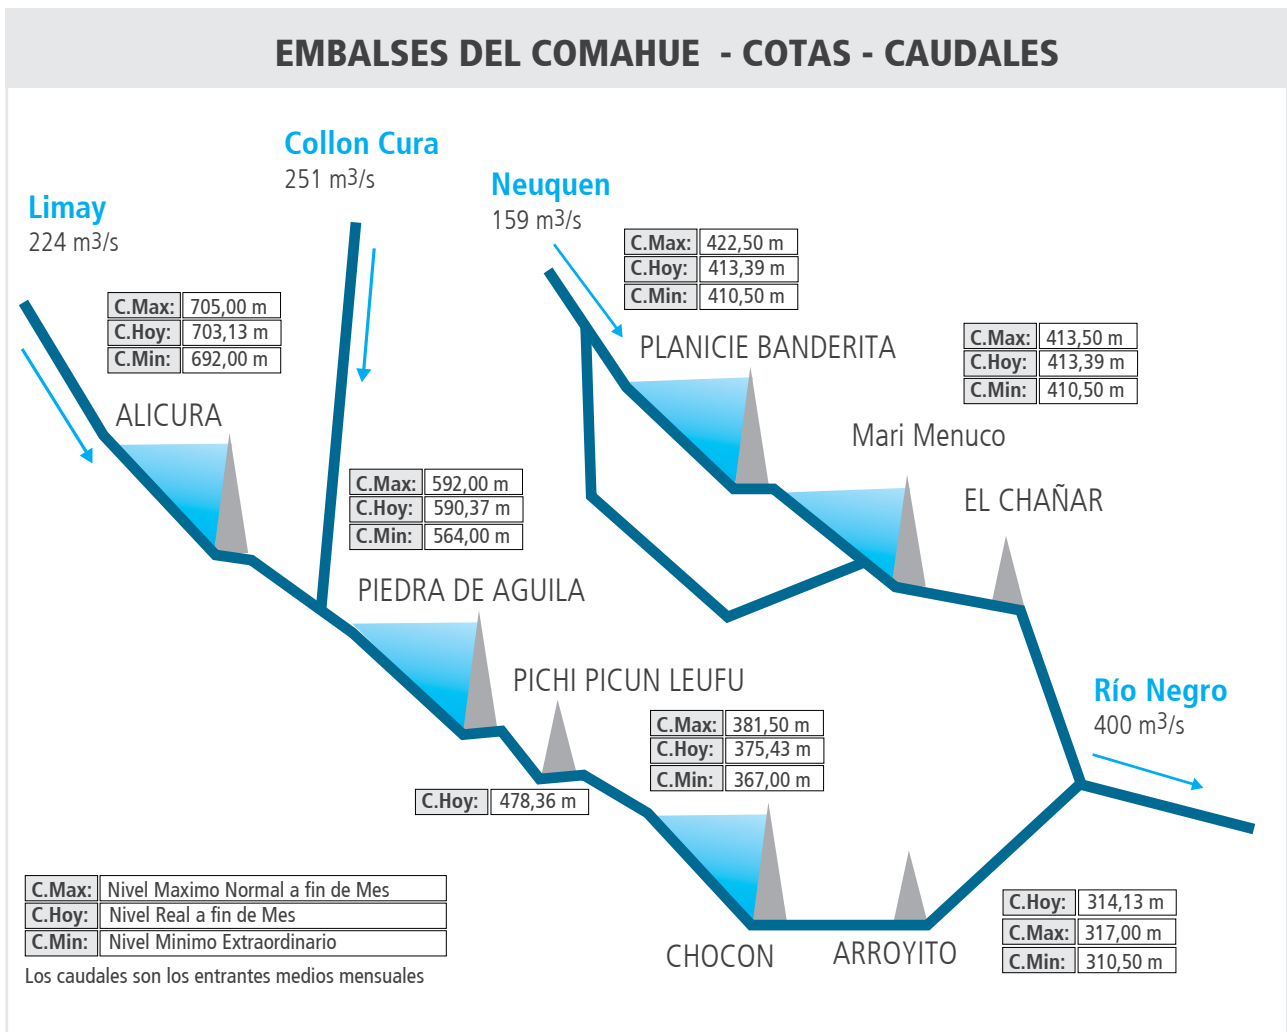 EMBALSES DEL COMAHUE - COTAS - CAUDALES
Collon Cura
251 m3/s
Neuquen
159 m3/s
Limay
224 m3/s
C.Max: 422,50 m
C.Hoy: 413,39 m
C.Min: 410,50 m
C.Max: 705,00 m
C.Hoy: 703,13 m
C.Min: 692,00 m
PLANICIE BANDERITA
C.Max: 413,50 m
C.Hoy: 413,39 m
C.Min: 410,50 m
ALICURA
Mari Menuco
C.Max: 592,00 m
C.Hoy: 590,37 m
C.Min: 564,00 m
EL CHAÑAR
PIEDRA DE AGUILA
PICHI PICUN LEUFU
Río Negro
400 m3/s
C.Max: 381,50 m
C.Hoy: 375,43 m
C.Min: 367,00 m
C.Hoy: 478,36 m
C.Max: Nivel Maximo Normal a fin de Mes
C.Hoy: Nivel Real a fin de Mes
C.Min: Nivel Minimo Extraordinario
Los caudales son los entrantes medios mensuales
CHOCON
ARROYITO
C.Hoy: 314,13 m
C.Max: 317,00 m
C.Min: 310,50 m